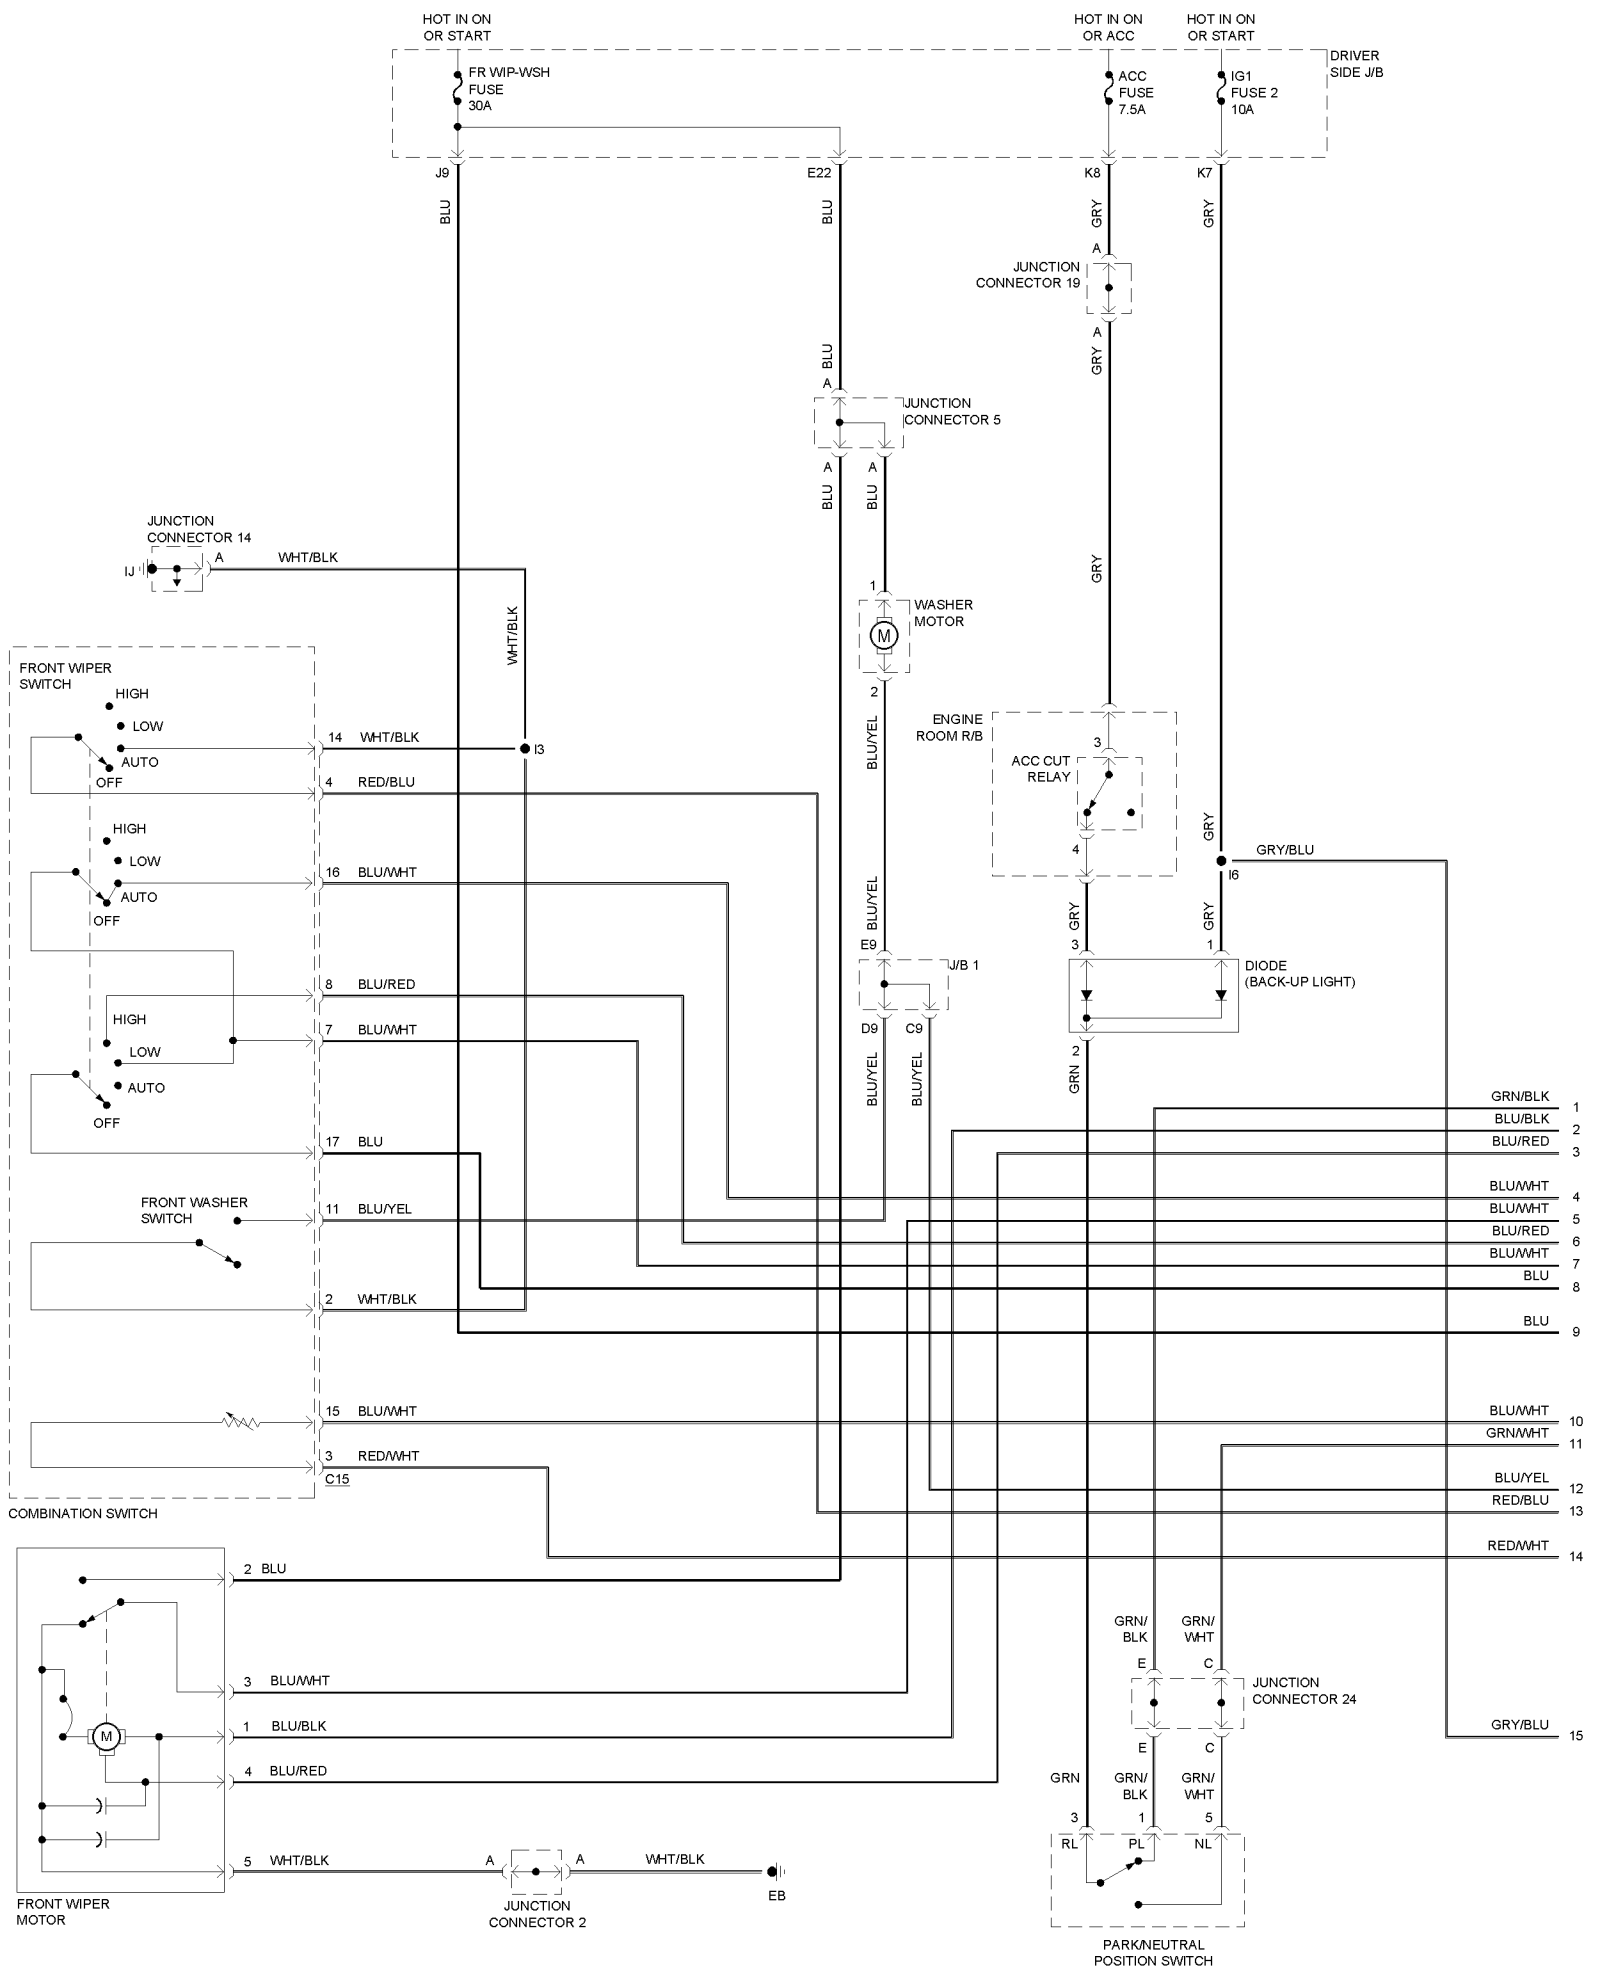 HOT IN ON
OR START
HOT IN ON
OR ACC
HOT IN ON
OR START
DRIVER
SIDE J/B
FR WIP-WSH
FUSE
30A
ACC
FUSE
7.5A
IG1
FUSE 2
10A
J9
E22
K8
K7
BLU
BLU
GRY
GRY
A
JUNCTION
CONNECTOR 19
A
BLU
GRY
A
JUNCTION
CONNECTOR 5
A
A
BLU
BLU
JUNCTION
CONNECTOR 14
IJ
A
WHT/BLK
GRY
1
WASHER
MOTOR
M
WHT/BLK
2
FRONT WIPER
SWITCH
HIGH
LOW
AUTO
OFF
14
WHT/BLK
I3
4
RED/BLU
BLU/YEL
ENGINE
ROOM R/B
3
ACC CUT
RELAY
4
HIGH
LOW
AUTO
OFF
16
BLU/WHT
GRY
GRY/BLU
I6
BLU/YEL
GRY
GRY
E9
3
1
J/B 1
DIODE
(BACK-UP LIGHT)
8
BLU/RED
HIGH
LOW
AUTO
OFF
7
BLU/WHT
D9
C9
2
BLU/YEL
BLU/YEL
GRN
GRN/BLK
1
BLU/BLK
2
17
BLU
BLU/RED
3
BLU/WHT
4
FRONT WASHER
SWITCH
11
BLU/YEL
BLU/WHT
5
BLU/RED
6
BLU/WHT
7
BLU
8
2
WHT/BLK
BLU
9
15
BLU/WHT
BLU/WHT
10
GRN/WHT
11
3
RED/WHT
C15
BLU/YEL
12
COMBINATION SWITCH
RED/BLU
13
RED/WHT
14
2
BLU
GRN/
BLK
GRN/
WHT
E
C
3
BLU/WHT
JUNCTION
CONNECTOR 24
1
BLU/BLK
M
GRY/BLU
15
E
C
4
BLU/RED
GRN
GRN/
BLK
GRN/
WHT
3
1
5
RL
PL
NL
5
WHT/BLK
A
A
WHT/BLK
EB
FRONT WIPER
MOTOR
JUNCTION
CONNECTOR 2
PARK/NEUTRAL
POSITION SWITCH